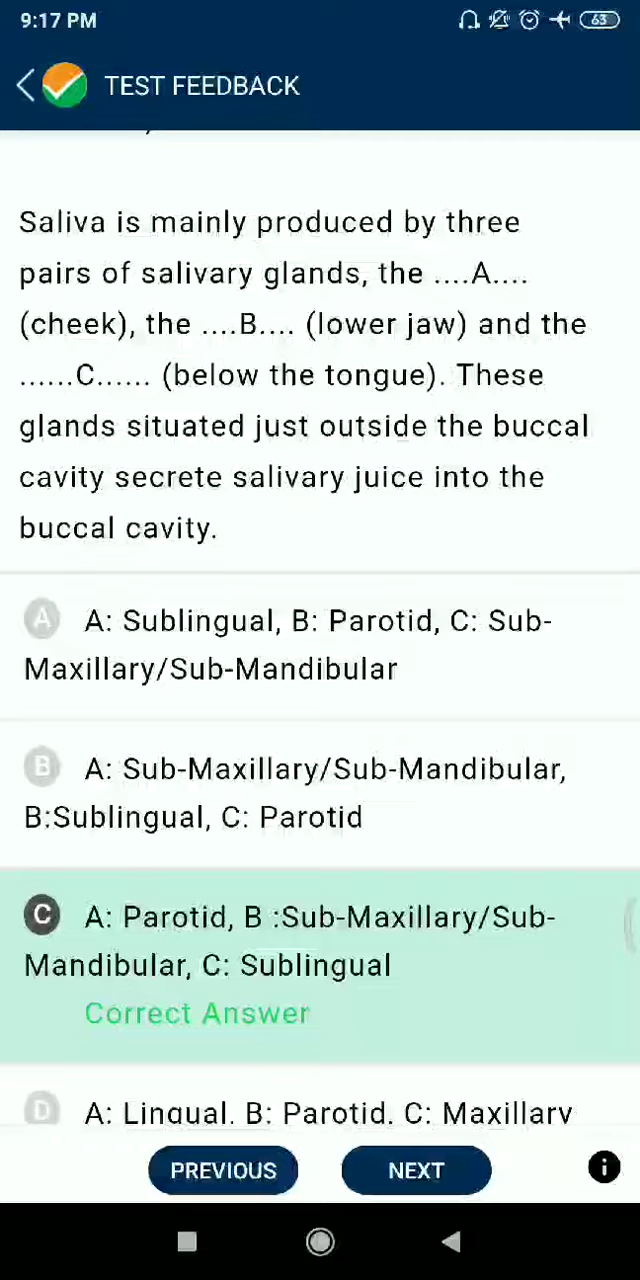 9:17 PM
63
TEST FEEDBACK
Saliva is mainly produced by three
pairs of salivary glands, the ....A....
(cheek), the ....B.... (lower jaw) and the
......C...... (below the tongue). These
glands situated just outside the buccal
cavity secrete salivary juice into the
buccal cavity.
A A: Sublingual, B: Parotid, C: Sub-
Maxillary/Sub-Mandibular
B A: Sub-Maxillary/Sub-Mandibular,
B:Sublingual, C: Parotid
C A: Parotid, B :Sub-Maxillary/Sub-
Mandibular, C: Sublingual
Correct Answer
D A: Lingual, B: Parotid, C: Maxillary
PREVIOUS NEXT i